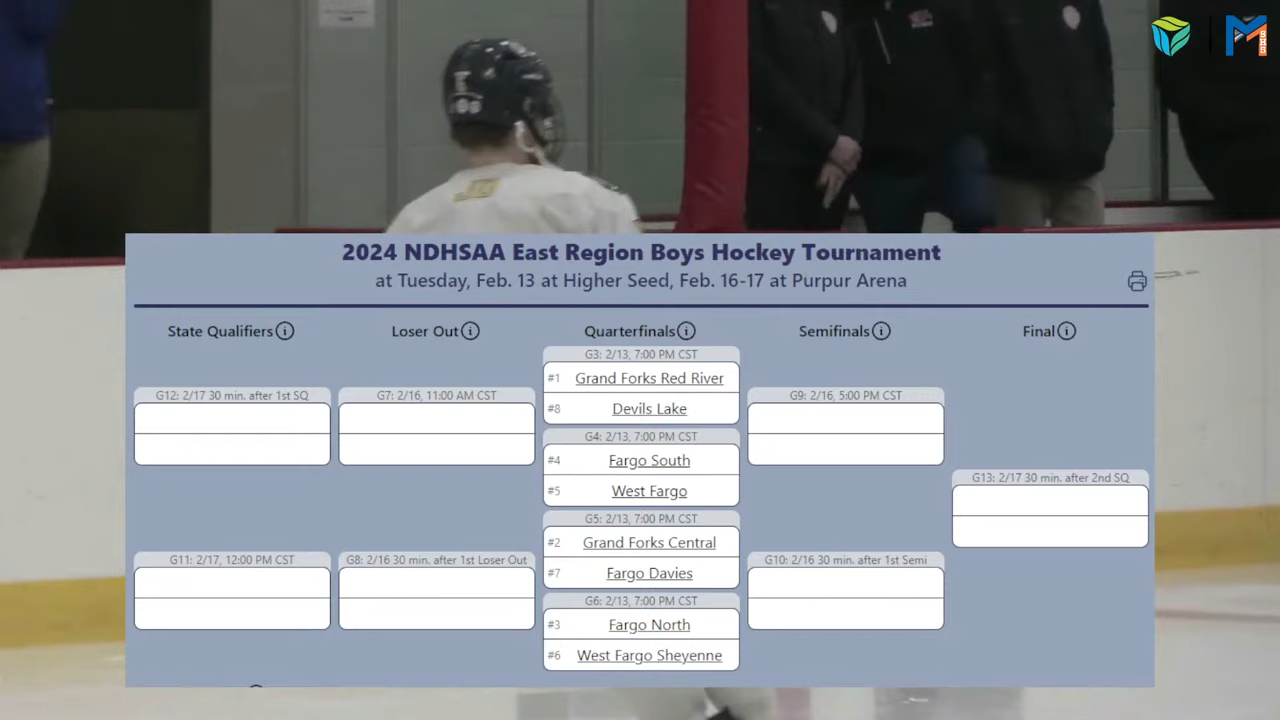 2024 NDHSAA East Region Boys Hockey Tournament
at Tuesday, Feb. 13 at Higher Seed, Feb. 16-17 at Purpur Arena
State Qualifiers
Loser Out
Quarterfinals
Semifinals
Final
G12: 2/17 30 min. after 1st SQ
G11: 2/17, 12:00 PM CST
G7: 2/16, 11:00 AM CST
G8: 2/16 30 min. after 1st Loser Out
G3: 2/13, 7:00 PM CST
#1 Grand Forks Red River
#8 Devils Lake
G4: 2/13, 7:00 PM CST
#4 Fargo South
#5 West Fargo
G5: 2/13, 7:00 PM CST
#2 Grand Forks Central
#7 Fargo Davies
G6: 2/13, 7:00 PM CST
#3 Fargo North
#6 West Fargo Sheyenne
G9: 2/16, 5:00 PM CST
G10: 2/16 30 min. after 1st Semi
G13: 2/17 30 min. after 2nd SQ
M
SHS